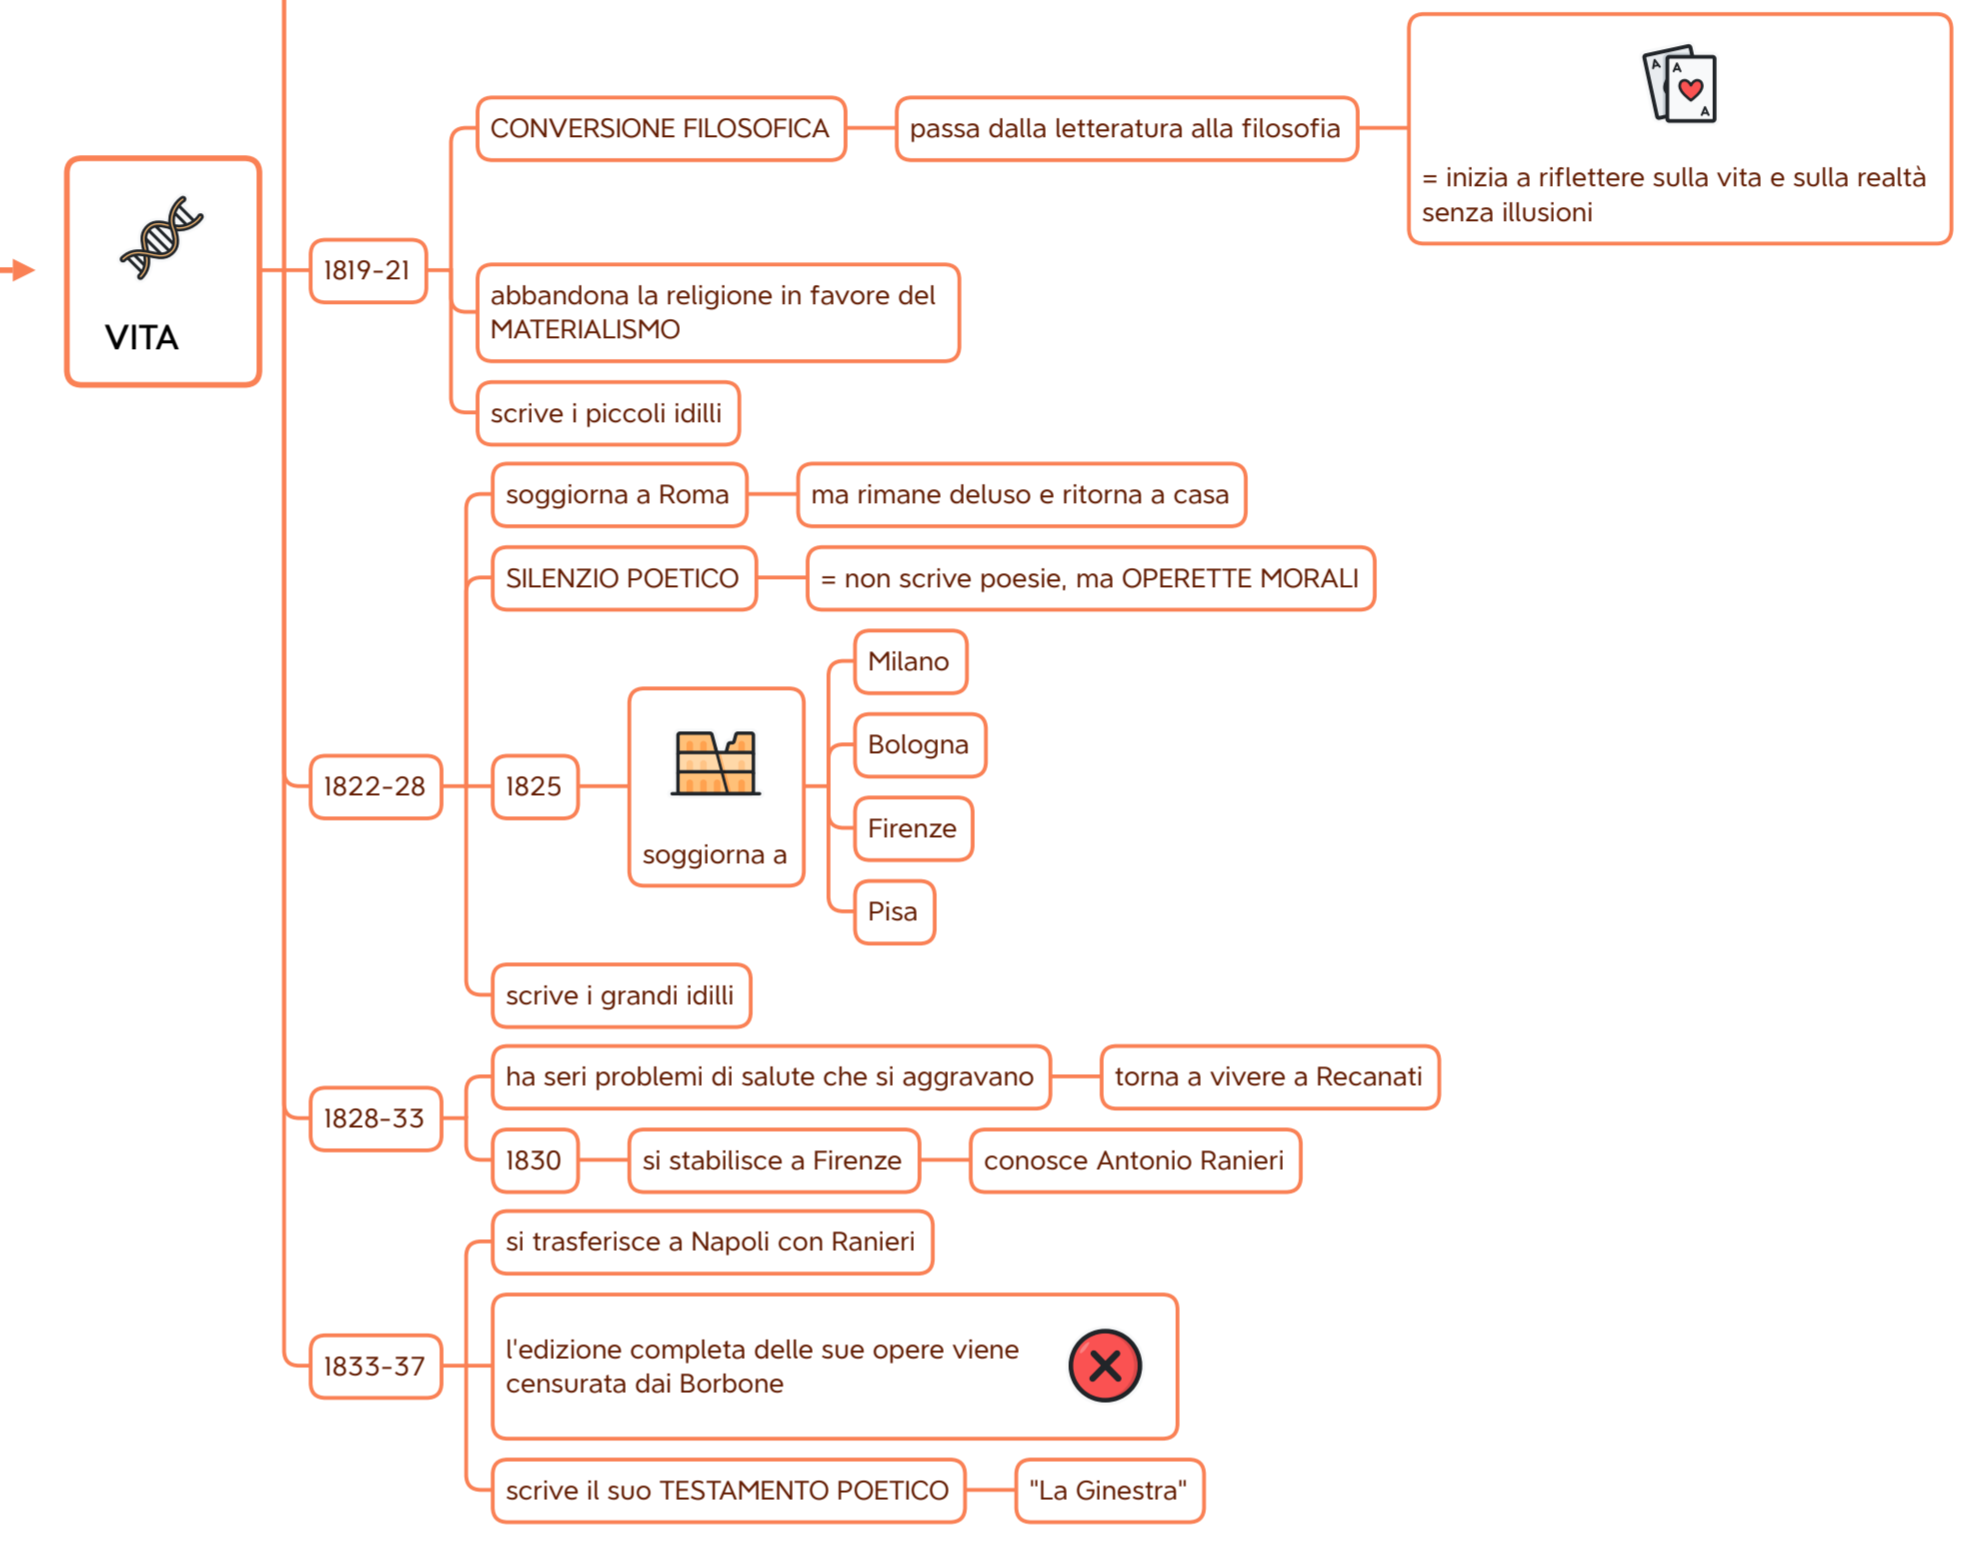 VITA
1819-21
CONVERSIONE FILOSOFICA
passa dalla letteratura alla filosofia
A
A
A
= inizia a riflettere sulla vita e sulla realtà
senza illusioni
abbandona la religione in favore del
MATERIALISMO
scrive i piccoli idilli
1822-28
soggiorna a Roma
ma rimane deluso e ritorna a casa
SILENZIO POETICO
= non scrive poesie, ma OPERETTE MORALI
1825
soggiorna a
Milano
Bologna
Firenze
Pisa
scrive i grandi idilli
1828-33
ha seri problemi di salute che si aggravano
torna a vivere a Recanati
1830
si stabilisce a Firenze
conosce Antonio Ranieri
1833-37
si trasferisce a Napoli con Ranieri
l'edizione completa delle sue opere viene
censurata dai Borbone
scrive il suo TESTAMENTO POETICO
"La Ginestra"